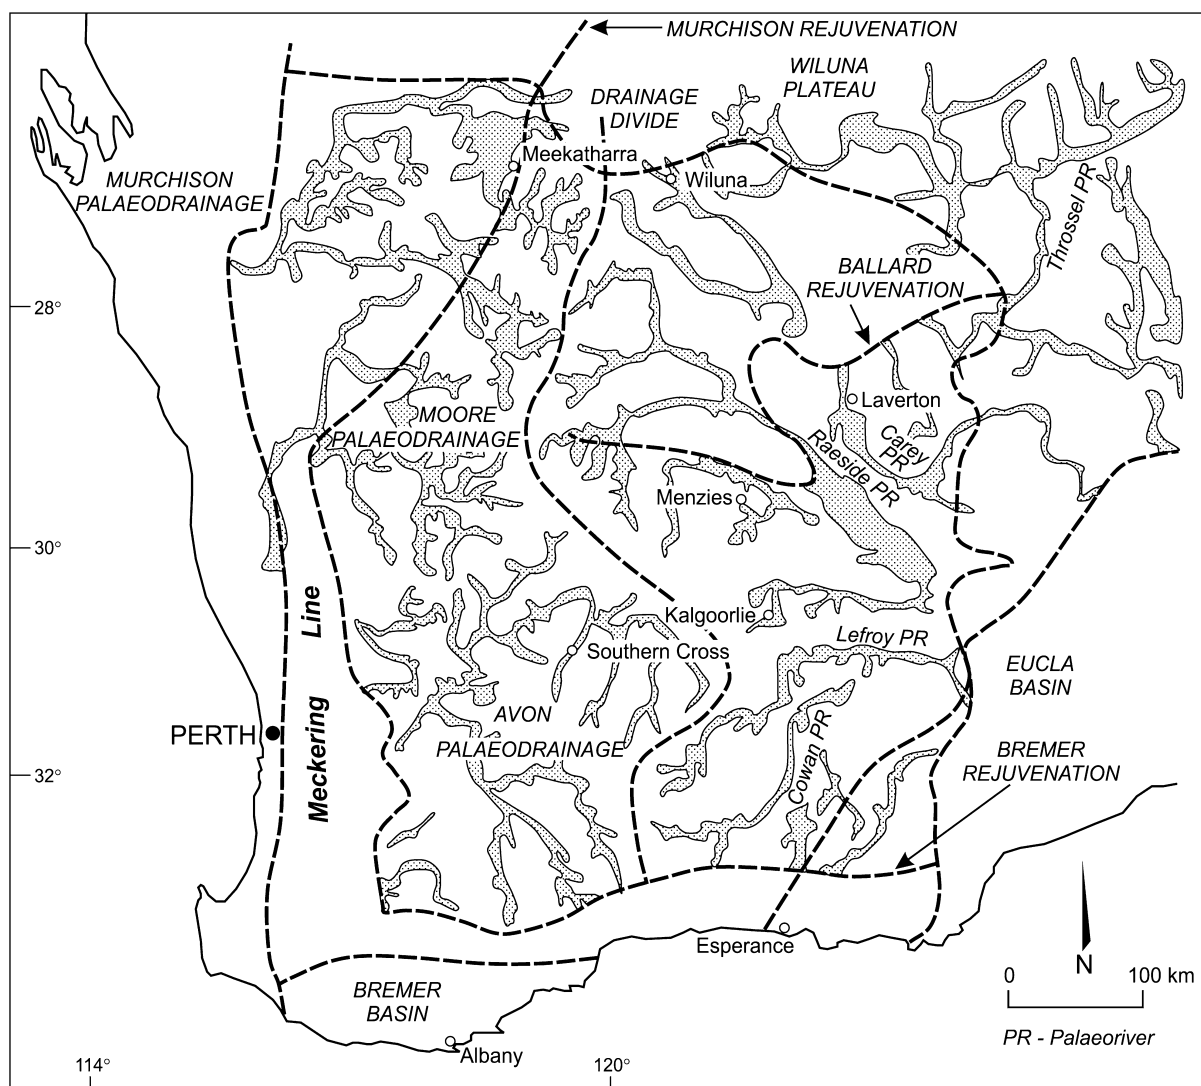 MURCHISON REJUVENATION
WILUNA
PLATEAU
DRAINAGE
DIVIDE
Meekatharra
Wiluna
MURCHISON
PALAEODRAINAGE
Throssel PR
BALLARD
REJUVENATION
28°
Laverton
MOORE
PALAEODRAINAGE
Carey
PR
Raeside PR
Menzies
30°
Kalgoorlie
Lefroy PR
Southern Cross
EUCLA
BASIN
Meckering Line
AVON
PALAEODRAINAGE
PERTH
Cowan PR
BREMER
REJUVENATION
32°
Esperance
N
0 100 km
BREMER
BASIN
PR - Palaeoriver
Albany
114°
120°